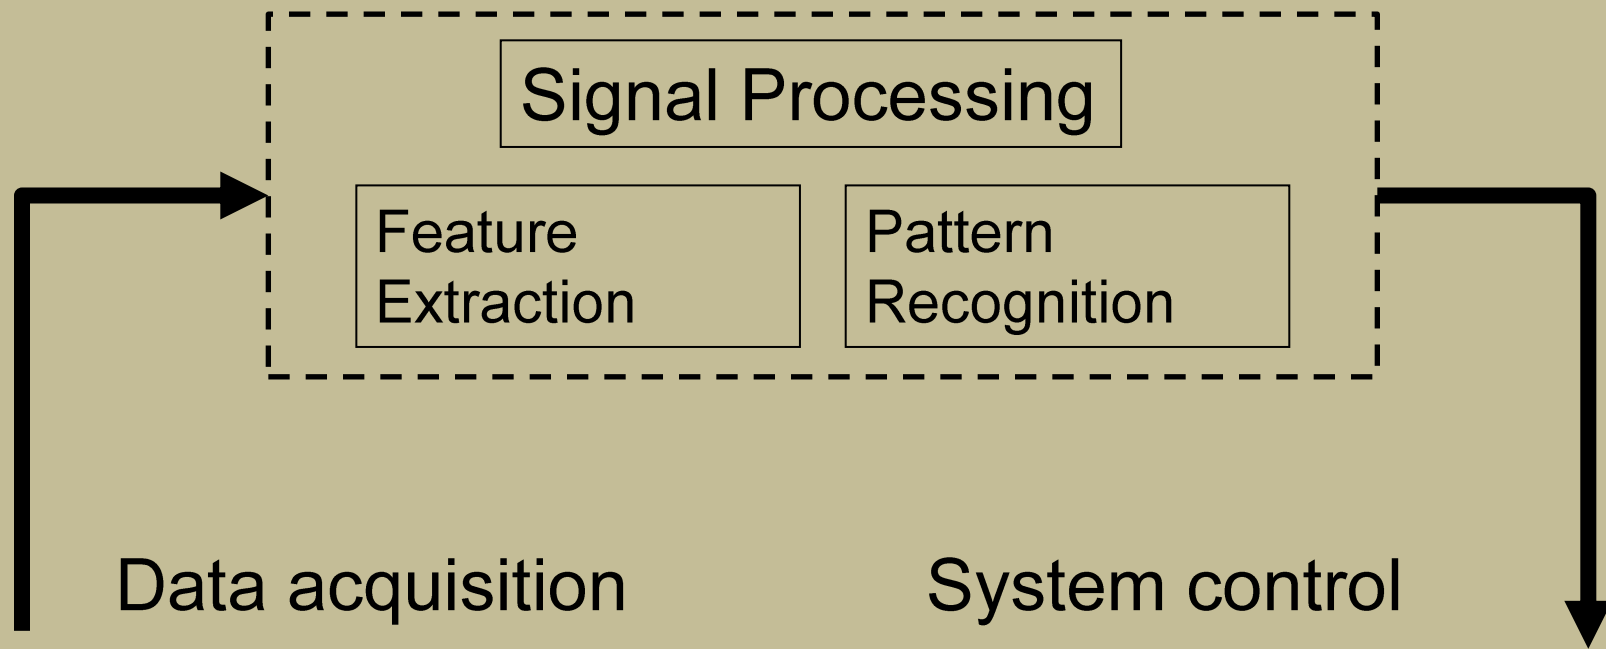 Signal Processing
Feature
Extraction
Pattern
Recognition
Data acquisition
System control